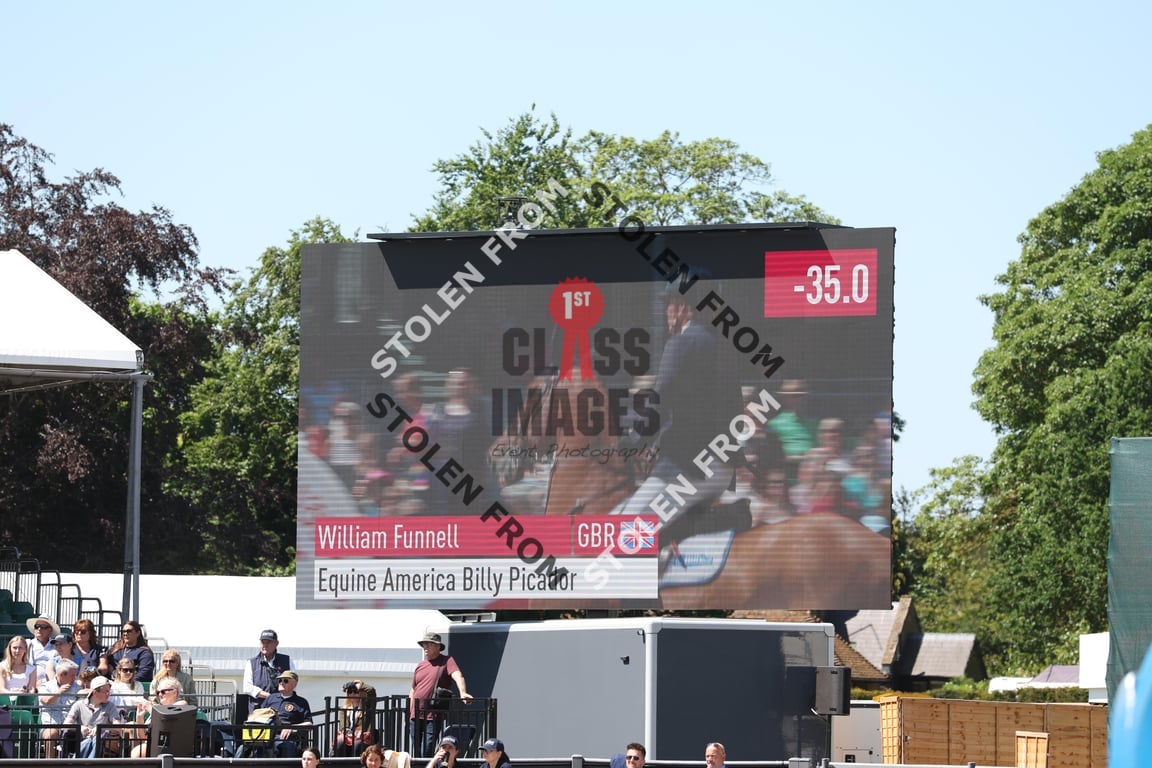 STOLEN FROM
STOLEN FROM
-35.0
1ST
CLASS
IMAGES
Event Photography
STOLEN FROM
STOLEN FROM
William Funnell GBR
Equine America Billy Picador